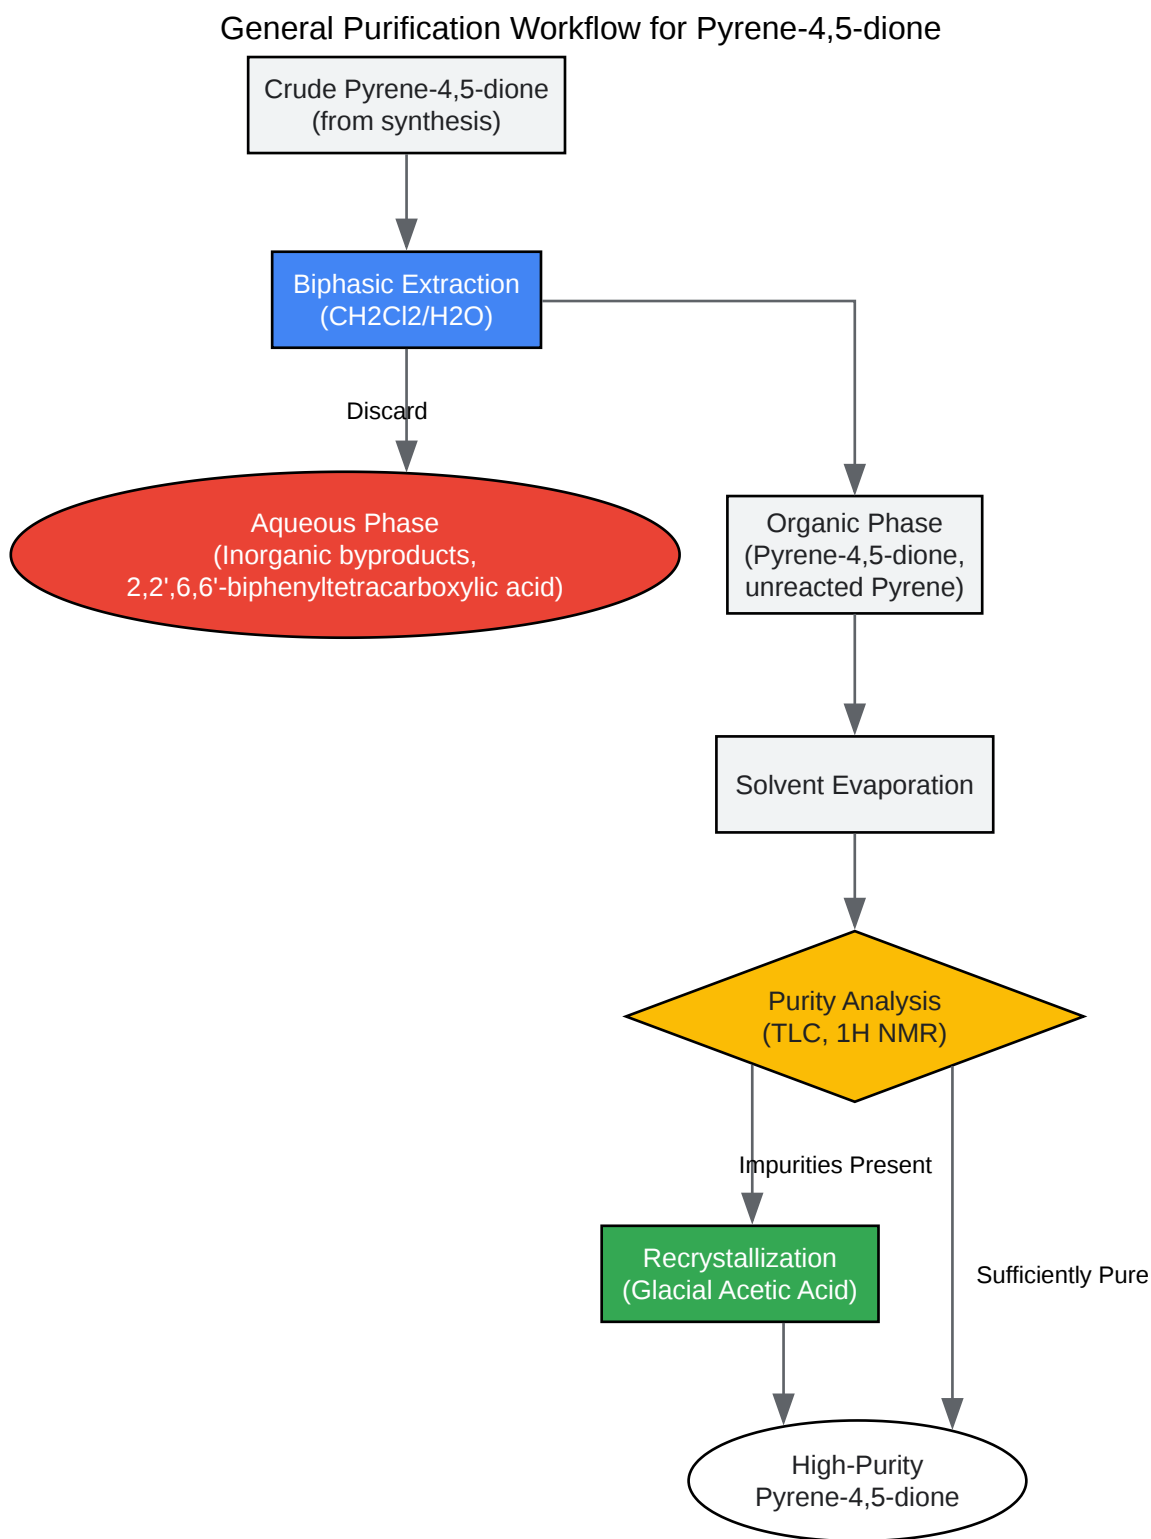 General Purification Workflow for Pyrene-4,5-dione
Crude Pyrene-4,5-dione
(from synthesis)
Biphasic Extraction
(CH2Cl2/H2O)
Discard
Aqueous Phase
(Inorganic byproducts,
2,2',6,6'-biphenyltetracarboxylic acid)
Organic Phase
(Pyrene-4,5-dione,
unreacted Pyrene)
Solvent Evaporation
Purity Analysis
(TLC, 1H NMR)
Impurities Present
Recrystallization
(Glacial Acetic Acid)
Sufficiently Pure
High-Purity
Pyrene-4,5-dione